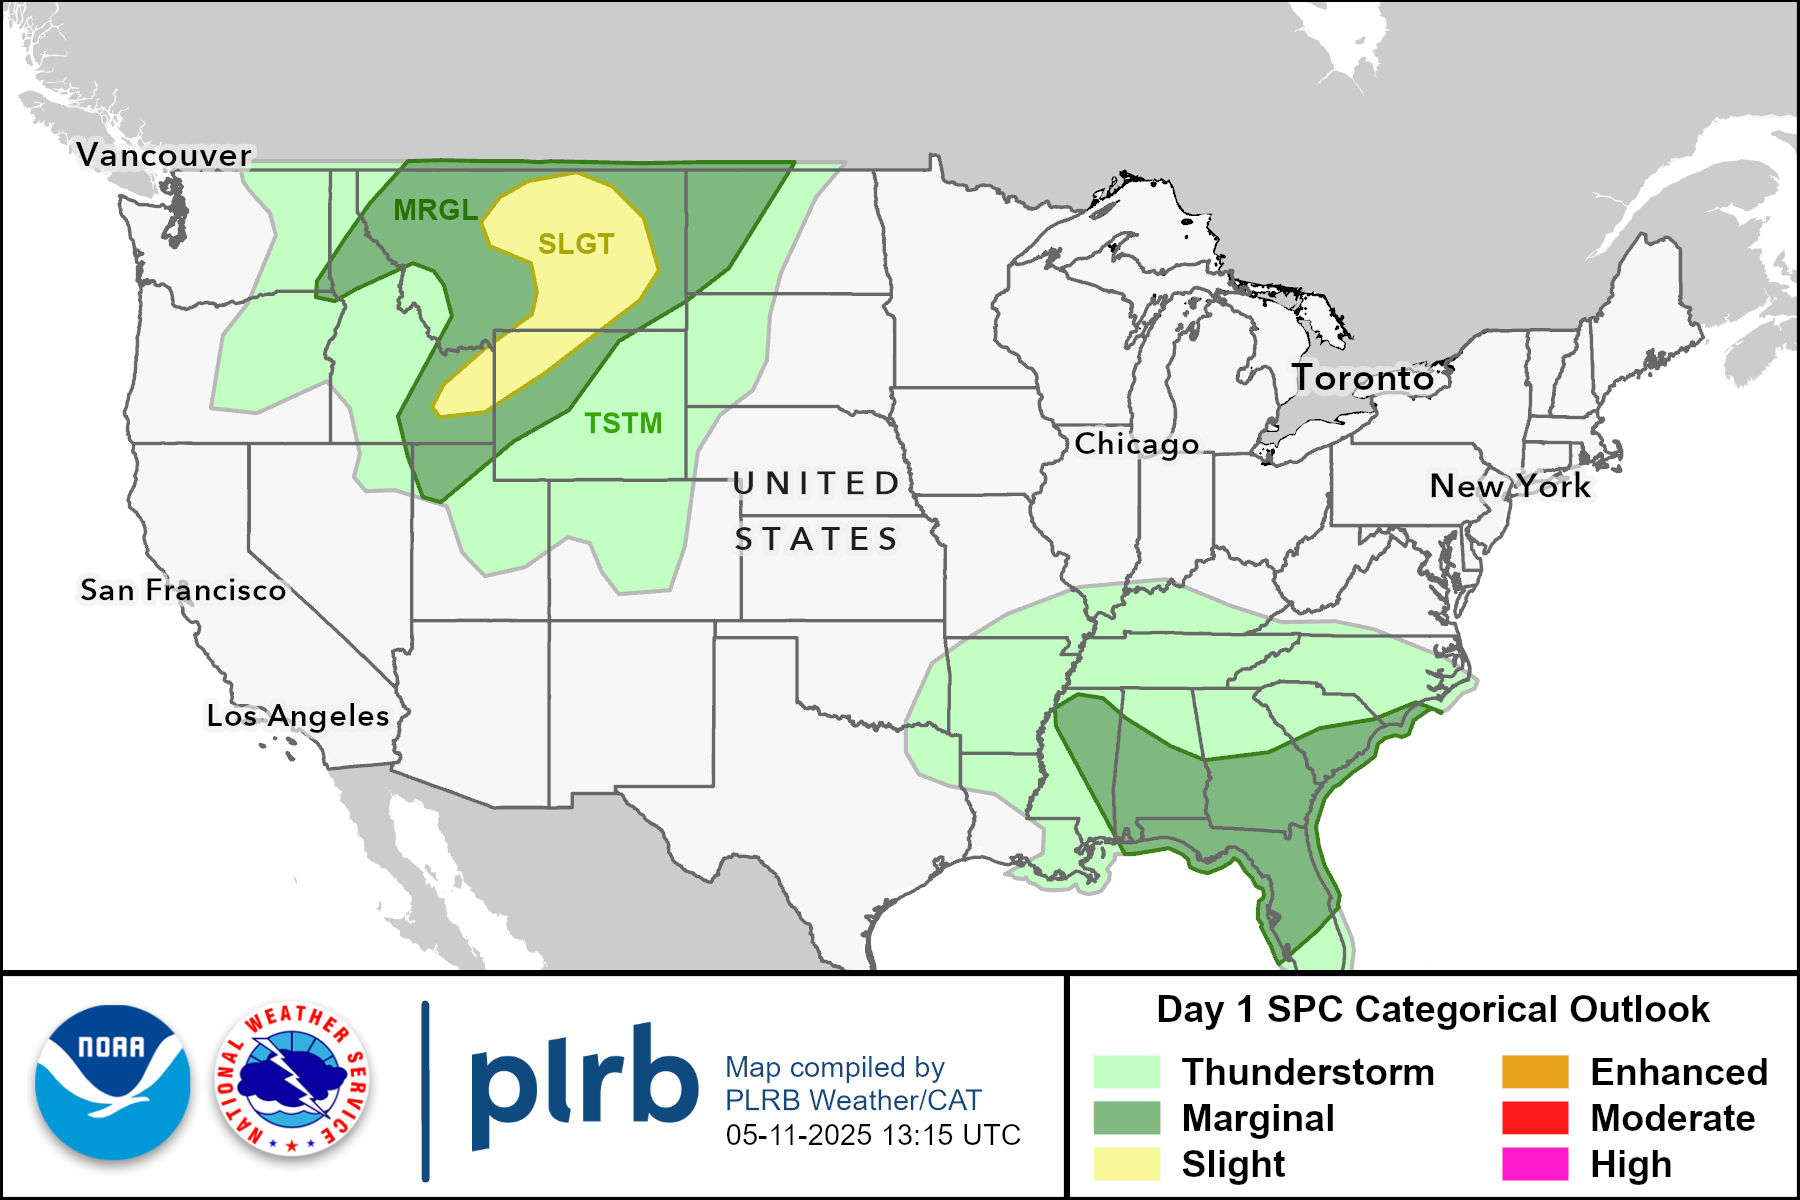 Vancouver
MRGL
SLGT
Toronto
TSTM
Chicago
UNITED
New York
STATES
San Francisco
Los Angeles
NOAA
NATIONAL WEATHER SERVICE
plrb
Map compiled by
PLRB Weather/CAT
05-11-2025 13:15 UTC
Day 1 SPC Categorical Outlook
Thunderstorm
Marginal
Slight
Enhanced
Moderate
High